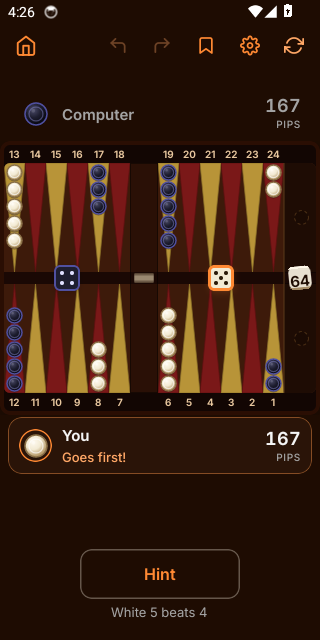 4:26
Computer
167
PIPS
13 14 15 16 17 18 19 20 21 22 23 24
64
12 11 10 9 8 7 6 5 4 3 2 1
You
Goes first!
167
PIPS
Hint
White 5 beats 4